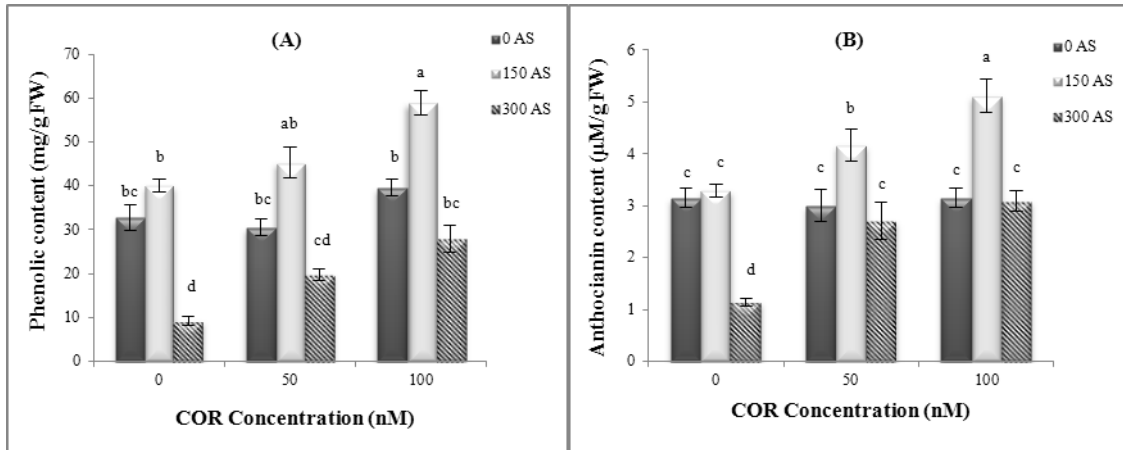 (A)
0 AS
150 AS
300 AS
Phenolic content (mg/gFW)
70
60
50
40
30
20
10
0
bc
b
d
bc
ab
cd
b
a
bc
0
50
100
COR Concentration (nM)
(B)
0 AS
150 AS
300 AS
Anthocianin content (µM/gFW)
6
5
4
3
2
1
0
c
c
d
c
b
c
c
a
c
0
50
100
COR Concentration (nM)